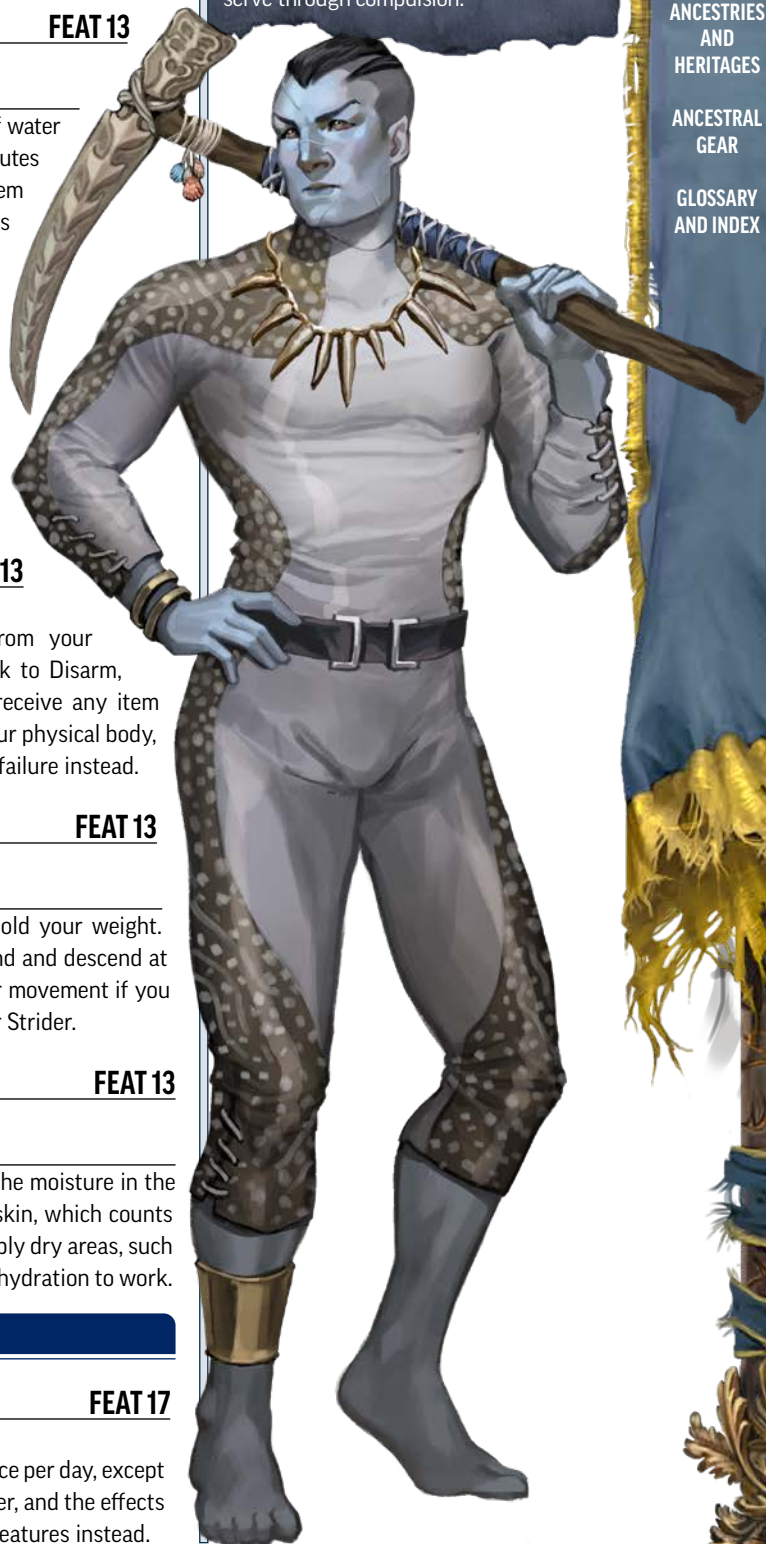 FEAT 13
f water
utes
em
s
13
rom your
k to Disarm,
receive any item
ur physical body,
failure instead.
FEAT 13
old your weight.
nd and descend at
r movement if you
r Strider.
FEAT 13
he moisture in the
skin, which counts
bly dry areas, such
hydration to work.
FEAT 17
ce per day, except
er, and the effects
eatures instead.
serve through compulsion.
ANCESTRIES
AND
HERITAGES
ANCESTRAL
GEAR
GLOSSARY
AND INDEX